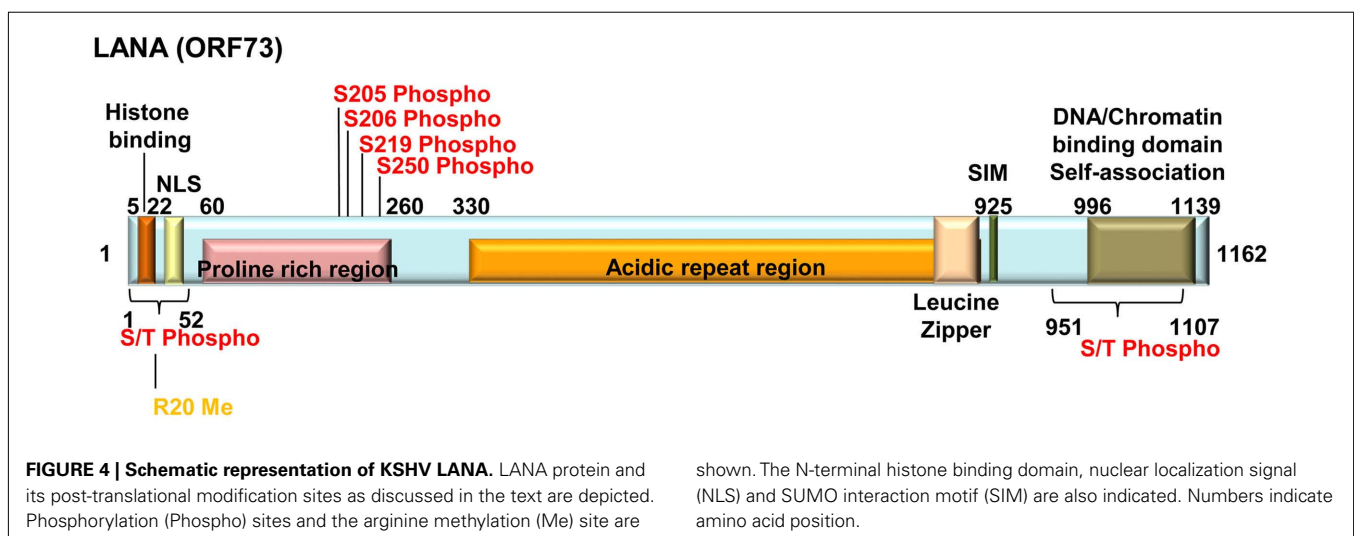 LANA (ORF73)
S205 Phospho
S206 Phospho
S219 Phospho
S250 Phospho
Histone
binding
DNA/Chromatin
binding domain
Self-association
NLS
SIM
5 22 60 260 330 925 996 1139
1 1162
Proline rich region Acidic repeat region
Leucine
Zipper
1 52 951 1107
S/T Phospho S/T Phospho
R20 Me
FIGURE 4 | Schematic representation of KSHV LANA. LANA protein and
its post-translational modification sites as discussed in the text are depicted.
Phosphorylation (Phospho) sites and the arginine methylation (Me) site are
shown. The N-terminal histone binding domain, nuclear localization signal
(NLS) and SUMO interaction motif (SIM) are also indicated. Numbers indicate
amino acid position.